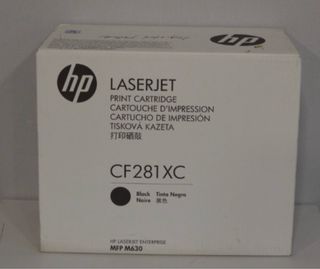 hp
LASERJET
PRINT CARTRIDGE
CARTOUCHE D'IMPRESSION
CARTUCHO DE IMPRESIÓN
TISKOVÁ KAZETA
打印硒鼓
CF281XC
Black Tinta Negra
Noire 黑色
HP LASERJET ENTERPRISE
MFP M630